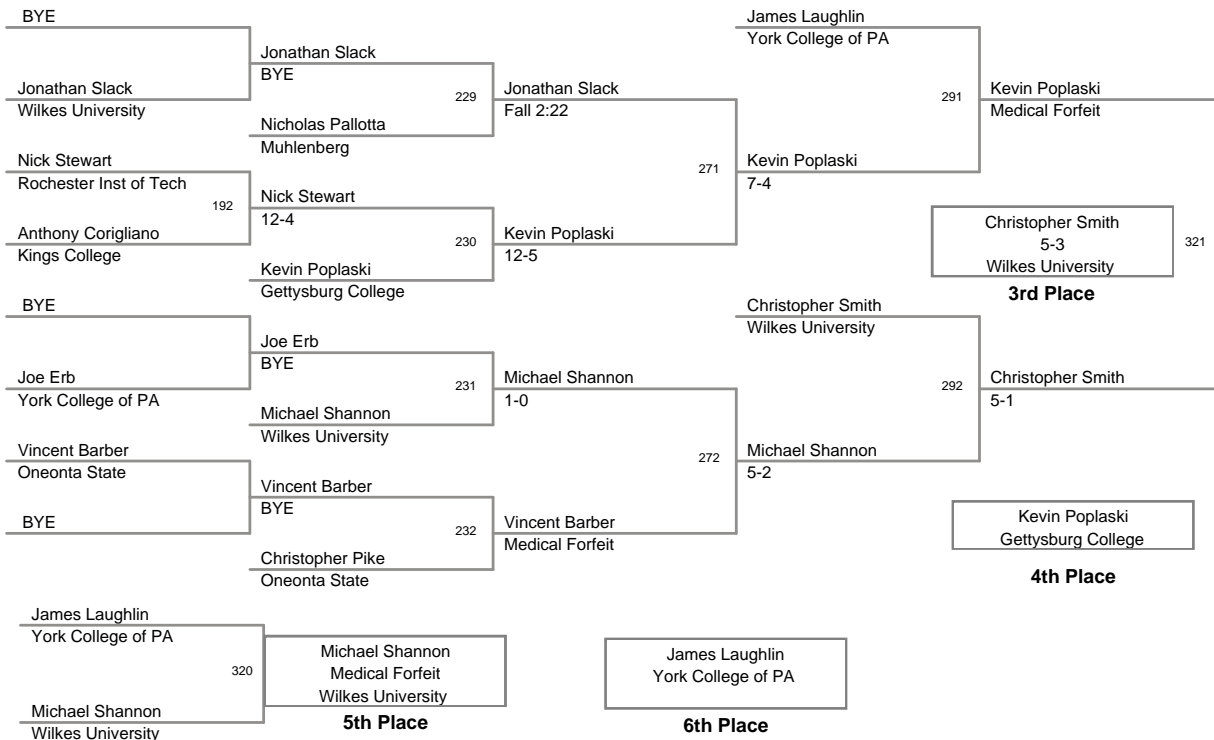 BYE
Jonathan Slack
Wilkes University
Nick Stewart
Rochester Inst of Tech
192
Anthony Corigliano
Kings College
BYE
Joe Erb
York College of PA
Vincent Barber
Oneonta State
BYE
Jonathan Slack
BYE
229
Nicholas Pallotta
Muhlenberg
Nick Stewart
12-4
230
Kevin Poplaski
Gettysburg College
Joe Erb
BYE
231
Michael Shannon
Wilkes University
Vincent Barber
BYE
232
Christopher Pike
Oneonta State
Jonathan Slack
Fall 2:22
271
Kevin Poplaski
12-5
Michael Shannon
1-0
272
Vincent Barber
Medical Forfeit
James Laughlin
York College of PA
291
Kevin Poplaski
7-4
Christopher Smith
Wilkes University
292
Michael Shannon
5-2
Kevin Poplaski
Medical Forfeit
Christopher Smith
5-3
Wilkes University
321
3rd Place
Christopher Smith
5-1
Kevin Poplaski
Gettysburg College
4th Place
James Laughlin
York College of PA
320
Michael Shannon
Wilkes University
Michael Shannon
Medical Forfeit
Wilkes University
5th Place
James Laughlin
York College of PA
6th Place